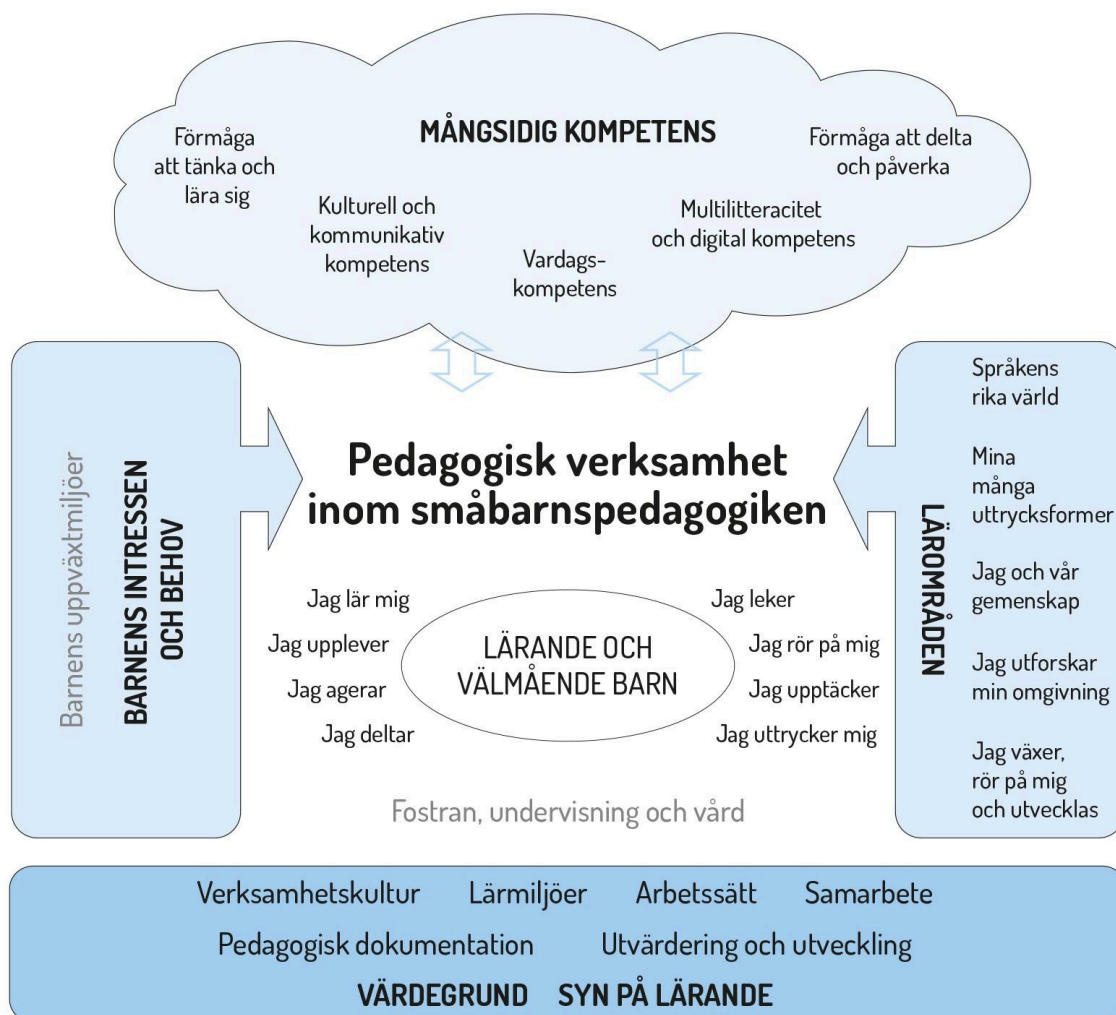 MÅNGSIDIG KOMPETENS
Förmåga
att tänka och
lära sig
Kulturell och
kommunikativ
kompetens
Vardags-
kompetens
Multilitteracitet
och digital kompetens
Förmåga att delta
och påverka
Barnens uppväxtmiljöer
BARNENS INTRESSEN
OCH BEHOV
Pedagogisk verksamhet
inom småbarnspedagogiken
Jag lär mig
Jag upplever
Jag agerar
Jag deltar
LÄRANDE OCH
VÄLMÅENDE BARN
Jag leker
Jag rör på mig
Jag upptäcker
Jag uttrycker mig
Fostran, undervisning och vård
LÄROMRÅDEN
Språkens
rika värld
Mina
många
uttrycksformer
Jag och vår
gemenskap
Jag utforskar
min omgivning
Jag växer,
rör på mig
och utvecklas
Verksamhetskultur Lärmiljöer Arbetssätt Samarbete
Pedagogisk dokumentation Utvärdering och utveckling
VÄRDEGRUND SYN PÅ LÄRANDE